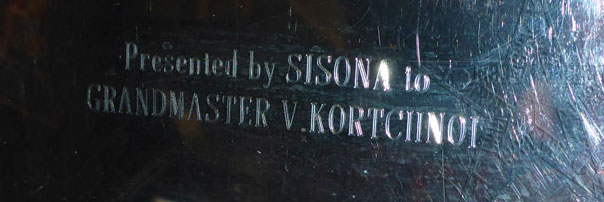 Presented by SISONA to
GRANDMASTER V.KORTCHNOI